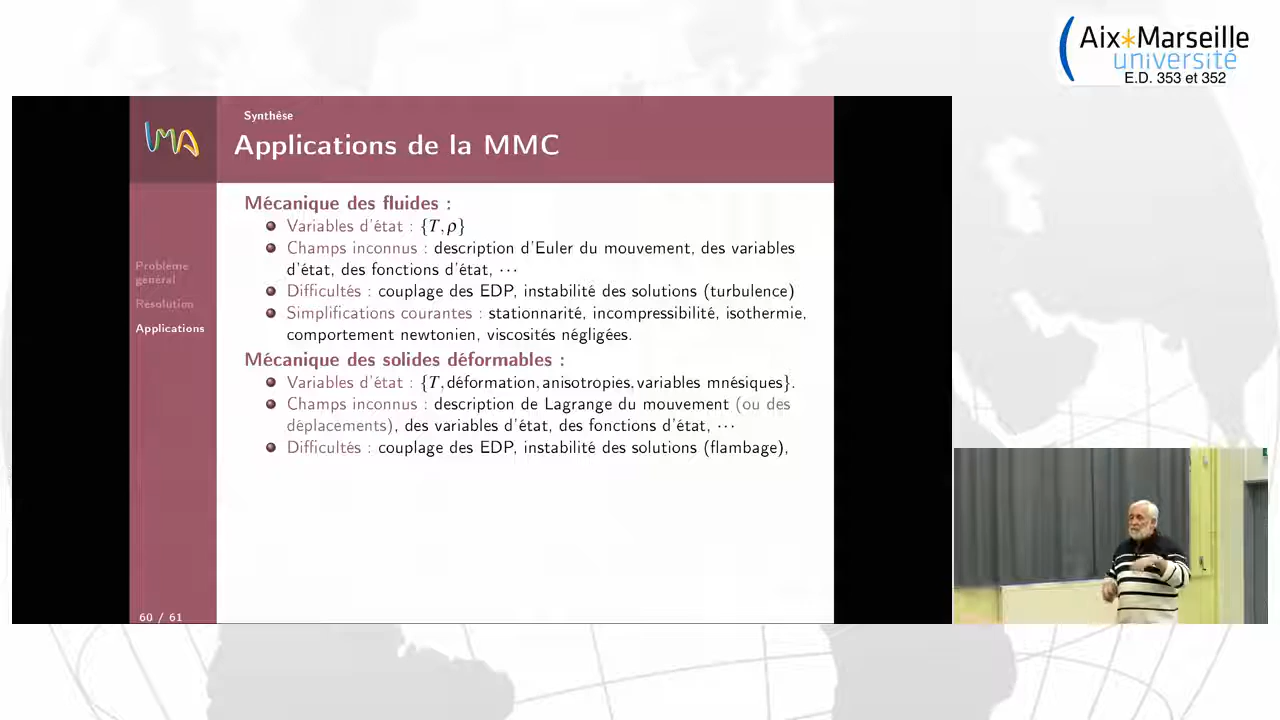 Aix*Marseille
université
E.D. 353 et 352
LMA
Synthèse
Applications de la MMC
Problème
général
Résolution
Applications
60 / 61
Mécanique des fluides :
Variables d'état : {T, ρ}
Champs inconnus : description d'Euler du mouvement, des variables
d'état, des fonctions d'état, ···
Difficultés : couplage des EDP, instabilité des solutions (turbulence)
Simplifications courantes : stationnarité, incompressibilité, isothermie,
comportement newtonien, viscosités négligées.
Mécanique des solides déformables :
Variables d'état : {T, déformation, anisotropies, variables mnésiques}.
Champs inconnus : description de Lagrange du mouvement (ou des
déplacements), des variables d'état, des fonctions d'état, ···
Difficultés : couplage des EDP, instabilité des solutions (flambage),